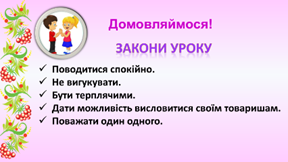 Домовляймося!
ЗАКОНИ УРОКУ
✓ Поводитися спокійно.
✓ Не вигукувати.
✓ Бути терплячими.
✓ Дати можливість висловитися своїм товаришам.
✓ Поважати один одного.